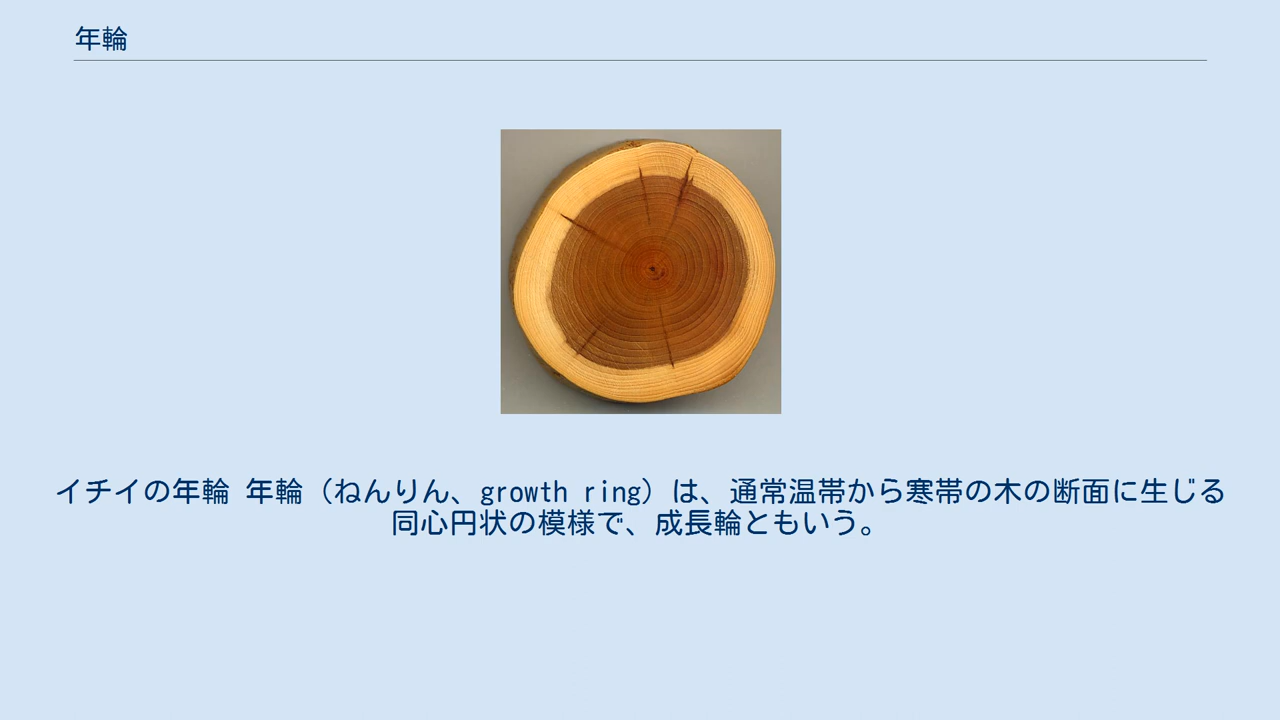 年輪
イチイの年輪 年輪（ねんりん、growth ring）は、通常温帯から寒帯の木の断面に生じる
同心円状の模様で、成長輪ともいう。